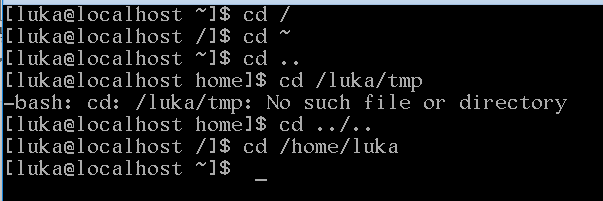 [luka@localhost ~]$ cd /
[luka@localhost /]$ cd ~
[luka@localhost ~]$ cd ..
[luka@localhost home]$ cd /luka/tmp
-bash: cd: /luka/tmp: No such file or directory
[luka@localhost home]$ cd ../..
[luka@localhost /]$ cd /home/luka
[luka@localhost ~]$ _